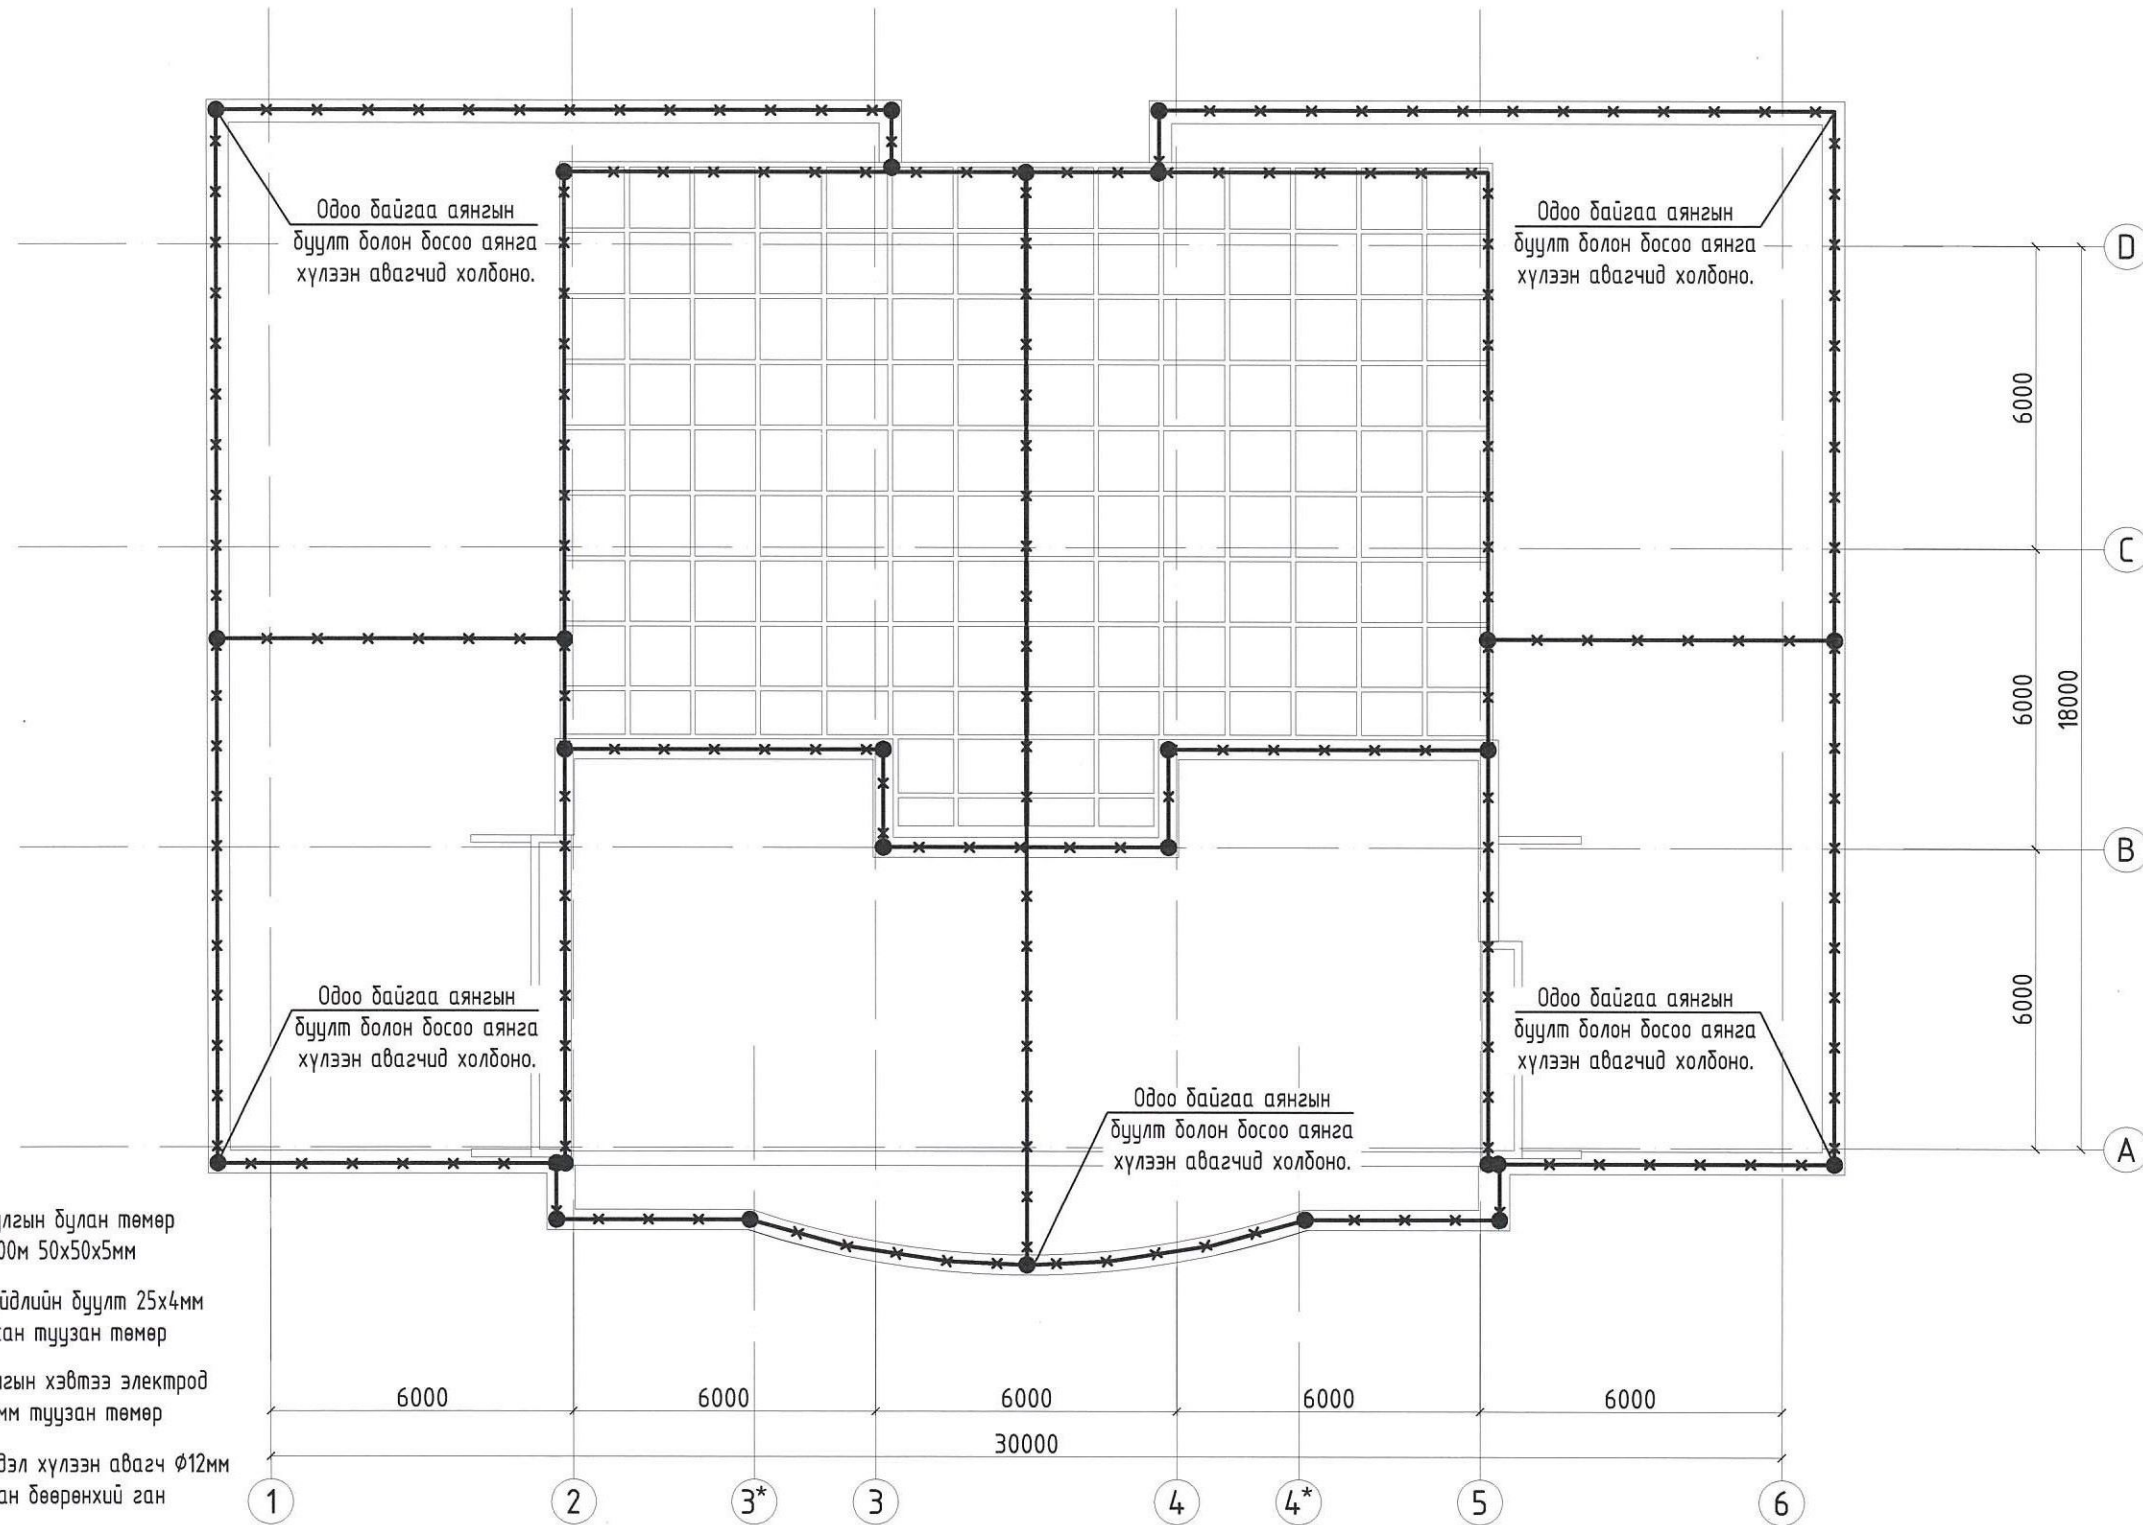 Одоо байгаа аянгын
буулт болон босоо аянга
хүлээн авагчид холбоно.
Одоо байгаа аянгын
буулт болон босоо аянга
хүлээн авагчид холбоно.
D
6000
C
6000
18000
B
6000
Одоо байгаа аянгын
буулт болон босоо аянга
хүлээн авагчид холбоно.
Одоо байгаа аянгын
буулт болон босоо аянга
хүлээн авагчид холбоно.
Одоо байгаа аянгын
буулт болон босоо аянга
хүлээн авагчид холбоно.
A
булан төмөр
50x50x5мм
буулт 25x4мм
туузан төмөр
хэвтээ электрод
мм туузан төмөр
хүлээн авагч Ф12мм
бөөрөнхий ган
6000 6000 6000 6000 6000
30000
1 2 3* 3 4 4* 5 6